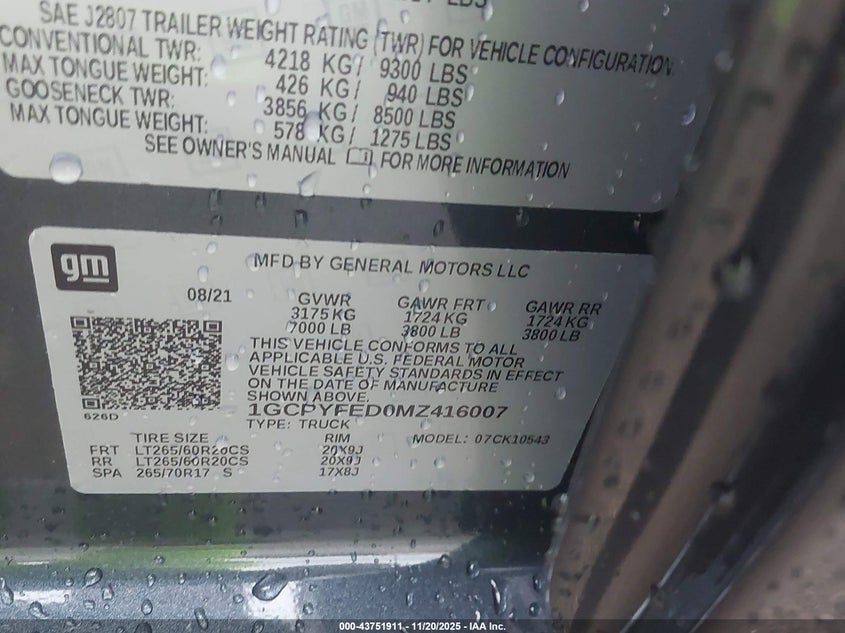 LBS
SAE J2807 TRAILER WEIGHT RATING (TWR) FOR VEHICLE CONFIGURATION
CONVENTIONAL TWR: 4218 KG/ 9300 LBS
MAX TONGUE WEIGHT: 426 KG/ 940 LBS
GOOSENECK TWR: 3856 KG/ 8500 LBS
MAX TONGUE WEIGHT: 578 KG/ 1275 LBS
SEE OWNER'S MANUAL FOR MORE INFORMATION
gm
MFD BY GENERAL MOTORS LLC
08/21 GVWR GAWR FRT GAWR RR
3175 KG 1724 KG 1724 KG
7000 LB 3800 LB 3800 LB
THIS VEHICLE CONFORMS TO ALL
APPLICABLE U.S. FEDERAL MOTOR
VEHICLE SAFETY STANDARDS IN EFFECT
ON THE DATE OF MANUFACTURE
SHOWN ABOVE.
626D
1GCPYFED0MZ416007
TYPE: TRUCK
TIRE SIZE RIM MODEL: 07CK10543
FRT LT265/60R20CS 20X9J
RR LT265/60R20CS 20X9J
SPA 265/70R17 S 17X8J
000-43751911 - 11/20/2025 - IAA Inc.